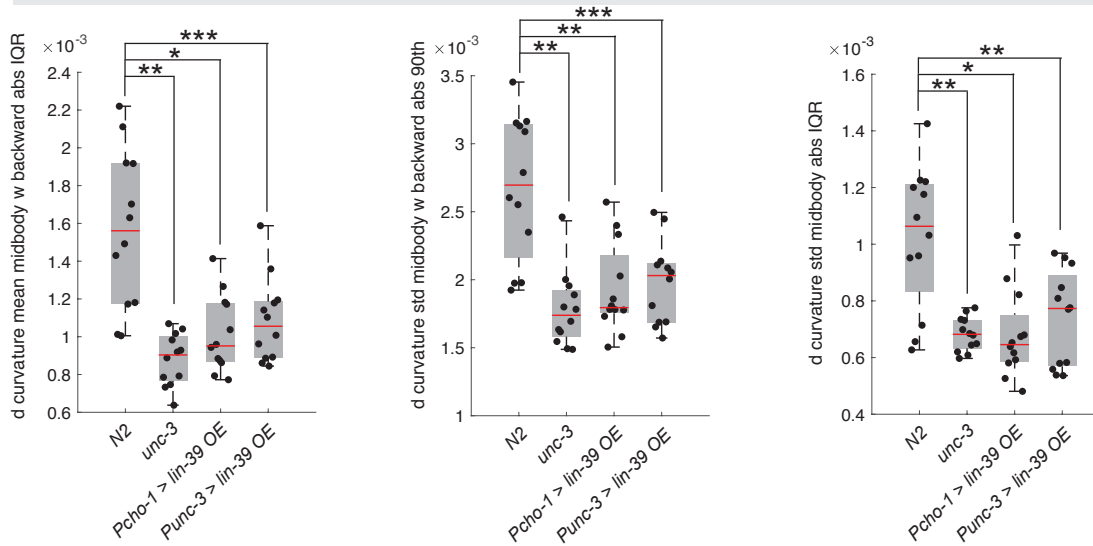 d curvature mean midbody w backward abs IQR
× 10⁻³
2.4
2.2
2
1.8
1.6
1.4
1.2
1
0.8
0.6
***
*
**
N2
unc-3
Pcho-1 > lin-39 OE
Punc-3 > lin-39 OE
d curvature std midbody w backward abs 90th
× 10⁻³
3.5
3
2.5
2
1.5
1
***
**
**
N2
unc-3
Pcho-1 > lin-39 OE
Punc-3 > lin-39 OE
d curvature std midbody abs IQR
× 10⁻³
1.6
1.4
1.2
1
0.8
0.6
0.4
**
*
**
N2
unc-3
Pcho-1 > lin-39 OE
Punc-3 > lin-39 OE